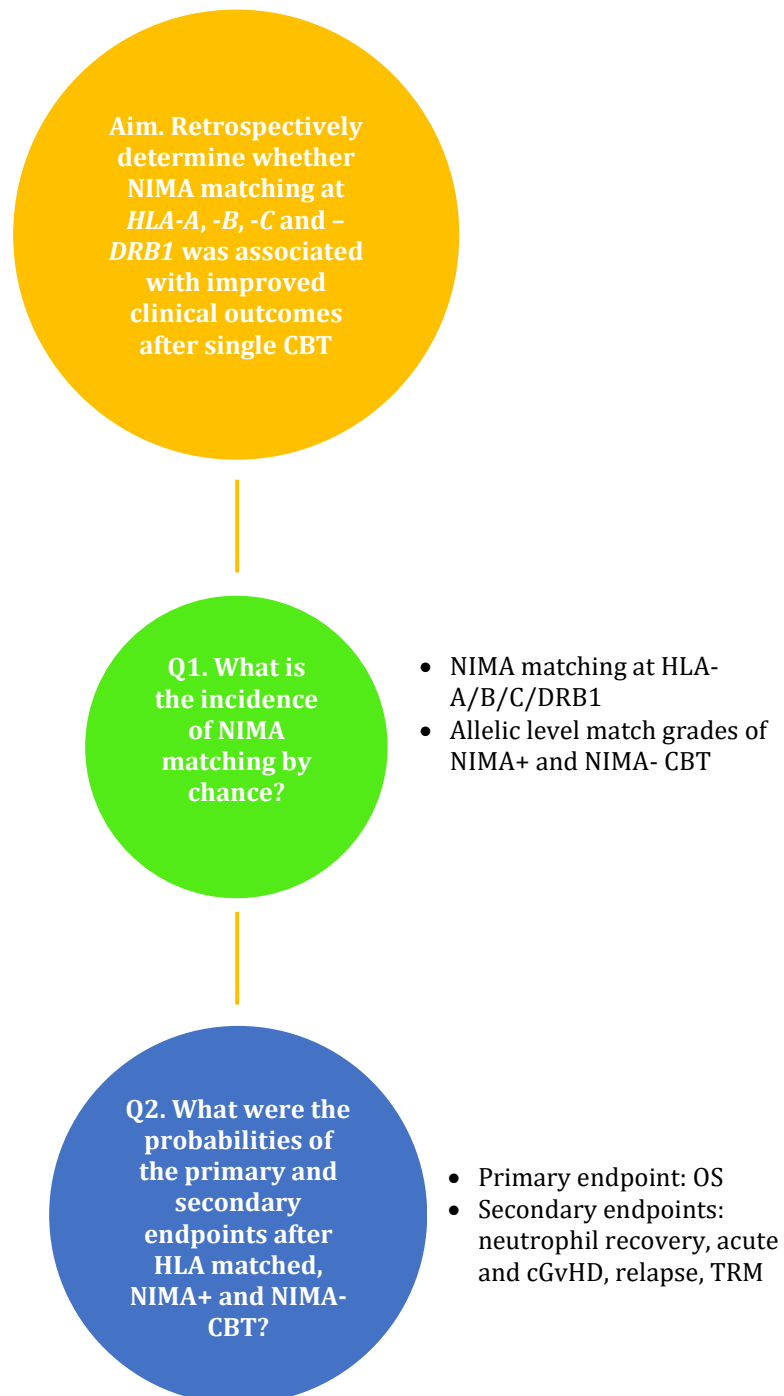 Aim. Retrospectively
determine whether
NIMA matching at
HLA-A, -B, -C and –
DRB1 was associated
with improved
clinical outcomes
after single CBT
Q1. What is
the incidence
of NIMA
matching by
chance?
• NIMA matching at HLA-
A/B/C/DRB1
• Allelic level match grades of
NIMA+ and NIMA- CBT
Q2. What were the
probabilities of
the primary and
secondary
endpoints after
HLA matched,
NIMA+ and NIMA-
CBT?
• Primary endpoint: OS
• Secondary endpoints:
neutrophil recovery, acute
and cGvHD, relapse, TRM